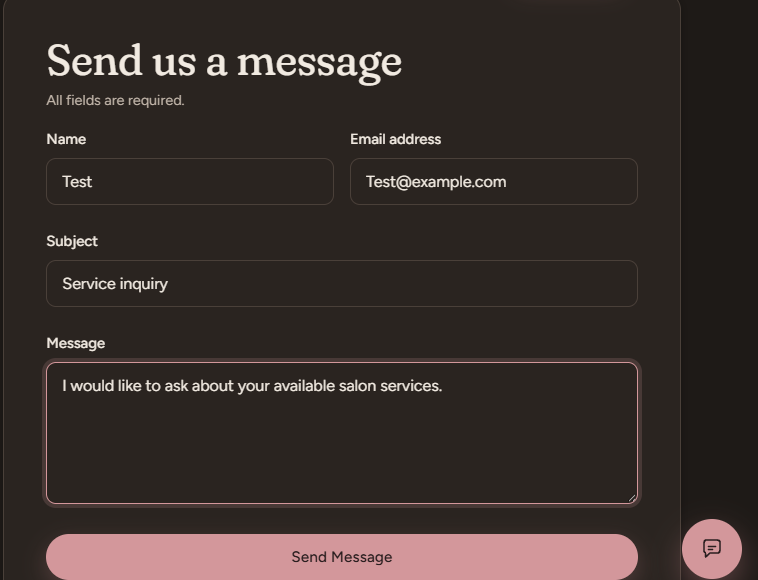 Send us a message
All fields are required.
Name
Email address
Test
Test@example.com
Subject
Service inquiry
Message
I would like to ask about your available salon services.
Send Message